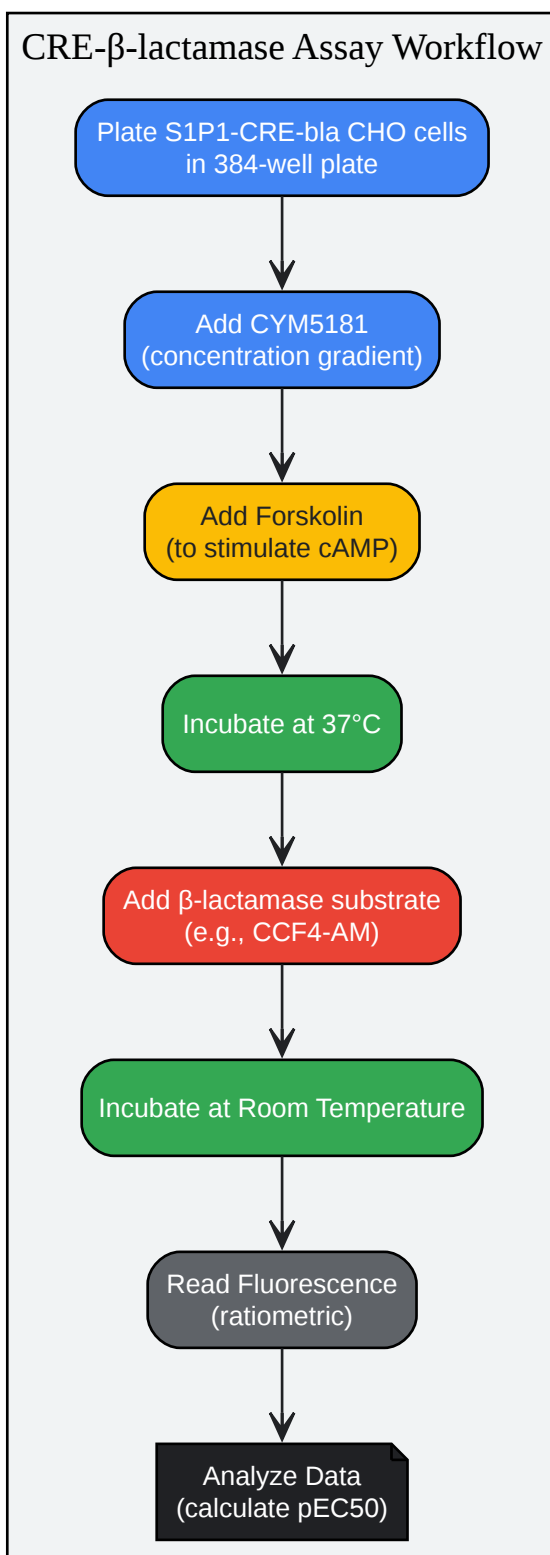 CRE-β-lactamase Assay Workflow
Plate S1P1-CRE-bla CHO cells
in 384-well plate
Add CYM5181
(concentration gradient)
Add Forskolin
(to stimulate cAMP)
Incubate at 37°C
Add β-lactamase substrate
(e.g., CCF4-AM)
Incubate at Room Temperature
Read Fluorescence
(ratiometric)
Analyze Data
(calculate pEC50)